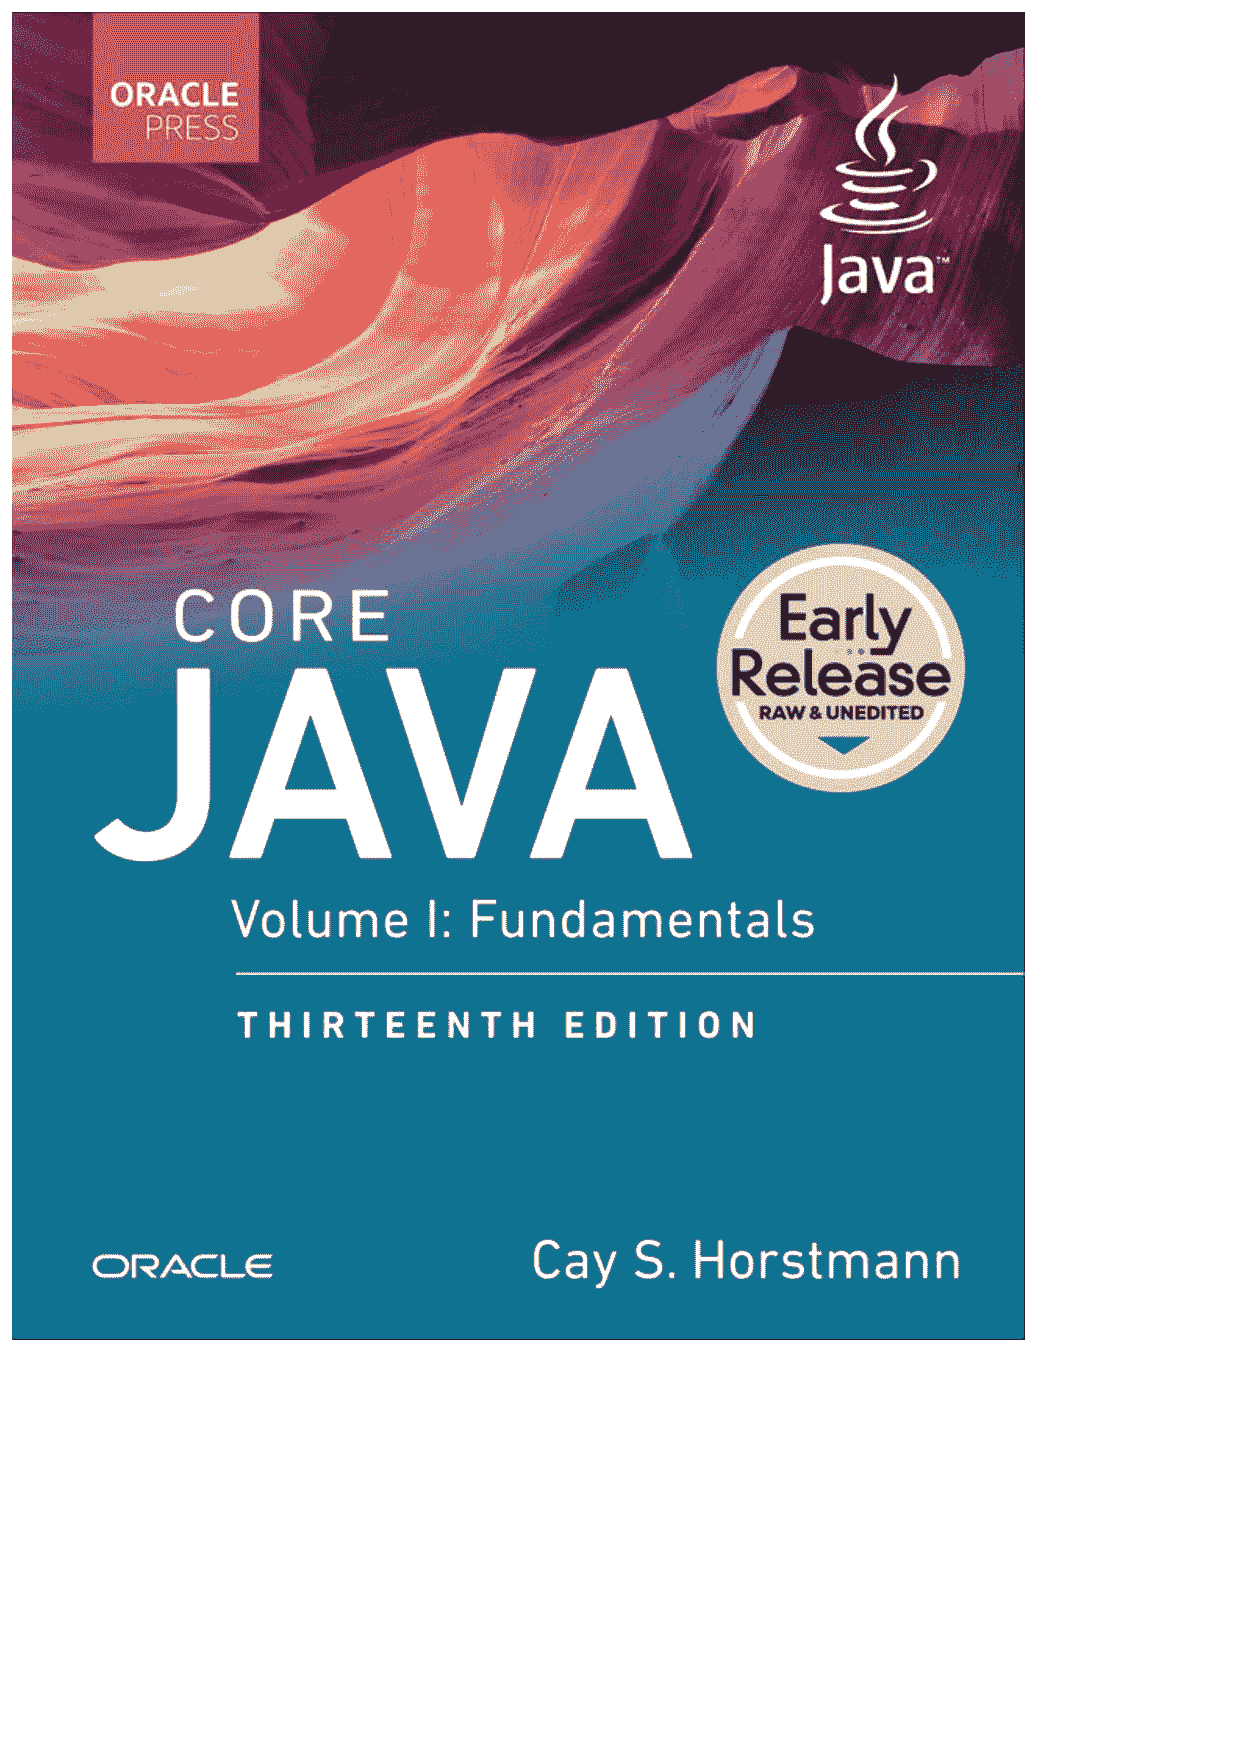 ORACLE
PRESS
Java™
CORE
JAVA
Early
Release
RAW & UNEDITED
Volume I: Fundamentals
THIRTEENTH EDITION
ORACLE
Cay S. Horstmann